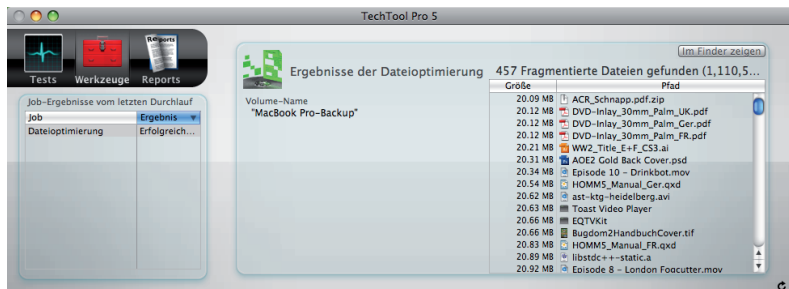 TechTool Pro 5
Reports
Tests Werkzeuge Reports
Job-Ergebnisse vom letzten Durchlauf
Job Ergebnis
Dateioptimierung Erfolgreich...
Ergebnisse der Dateioptimierung
Volume-Name
"MacBook Pro-Backup"
Im Finder zeigen
457 Fragmentierte Dateien gefunden (1,110,5...
Größe Pfad
20.09 MB ACR_Schnapp.pdf.zip
20.12 MB DVD-Inlay_30mm_Palm_UK.pdf
20.12 MB DVD-Inlay_30mm_Palm_Ger.pdf
20.12 MB DVD-Inlay_30mm_Palm_FR.pdf
20.21 MB WW2_Title_E+F_CS3.ai
20.31 MB AOE2 Gold Back Cover.psd
20.34 MB Episode 10 - Drinkbot.mov
20.54 MB HOMM5_Manual_Ger.qxd
20.62 MB ast-ktg-heidelberg.avi
20.63 MB Toast Video Player
20.66 MB EQTVKit
20.66 MB Bugdom2HandbuchCover.tif
20.83 MB HOMM5_Manual_FR.qxd
20.89 MB libstdc++-static.a
20.92 MB Episode 8 - London Fogcutter.mov